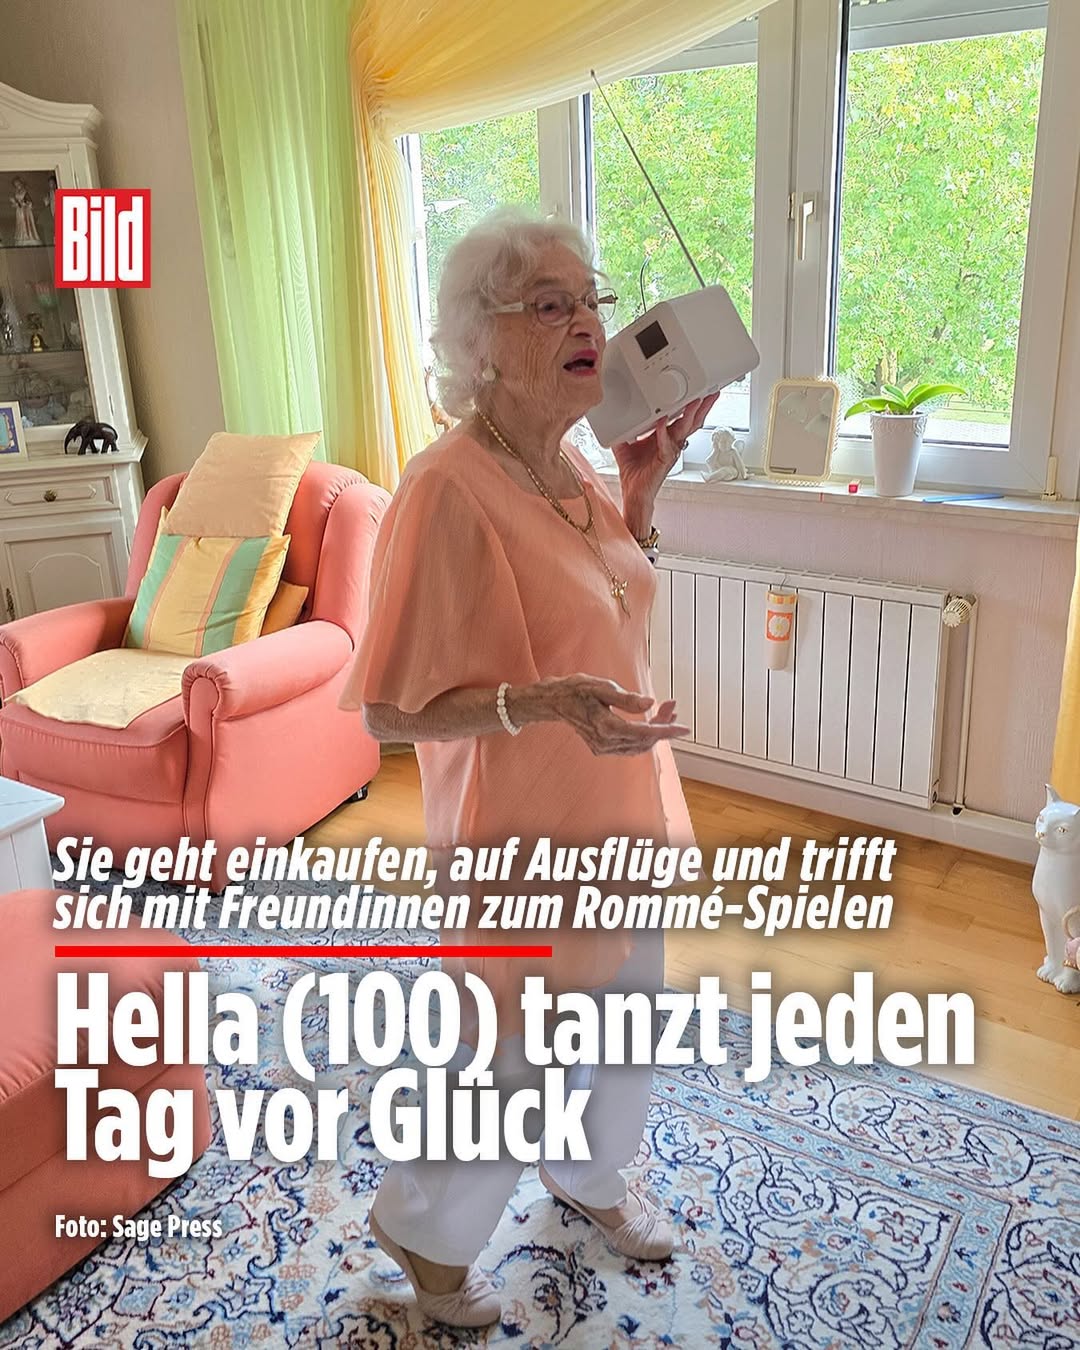 Bild
Sie geht einkaufen, auf Ausflüge und trifft
sich mit Freundinnen zum Rommé-Spielen
Hella (100) tanzt jeden
Tag vor Glück
Foto: Sage Press